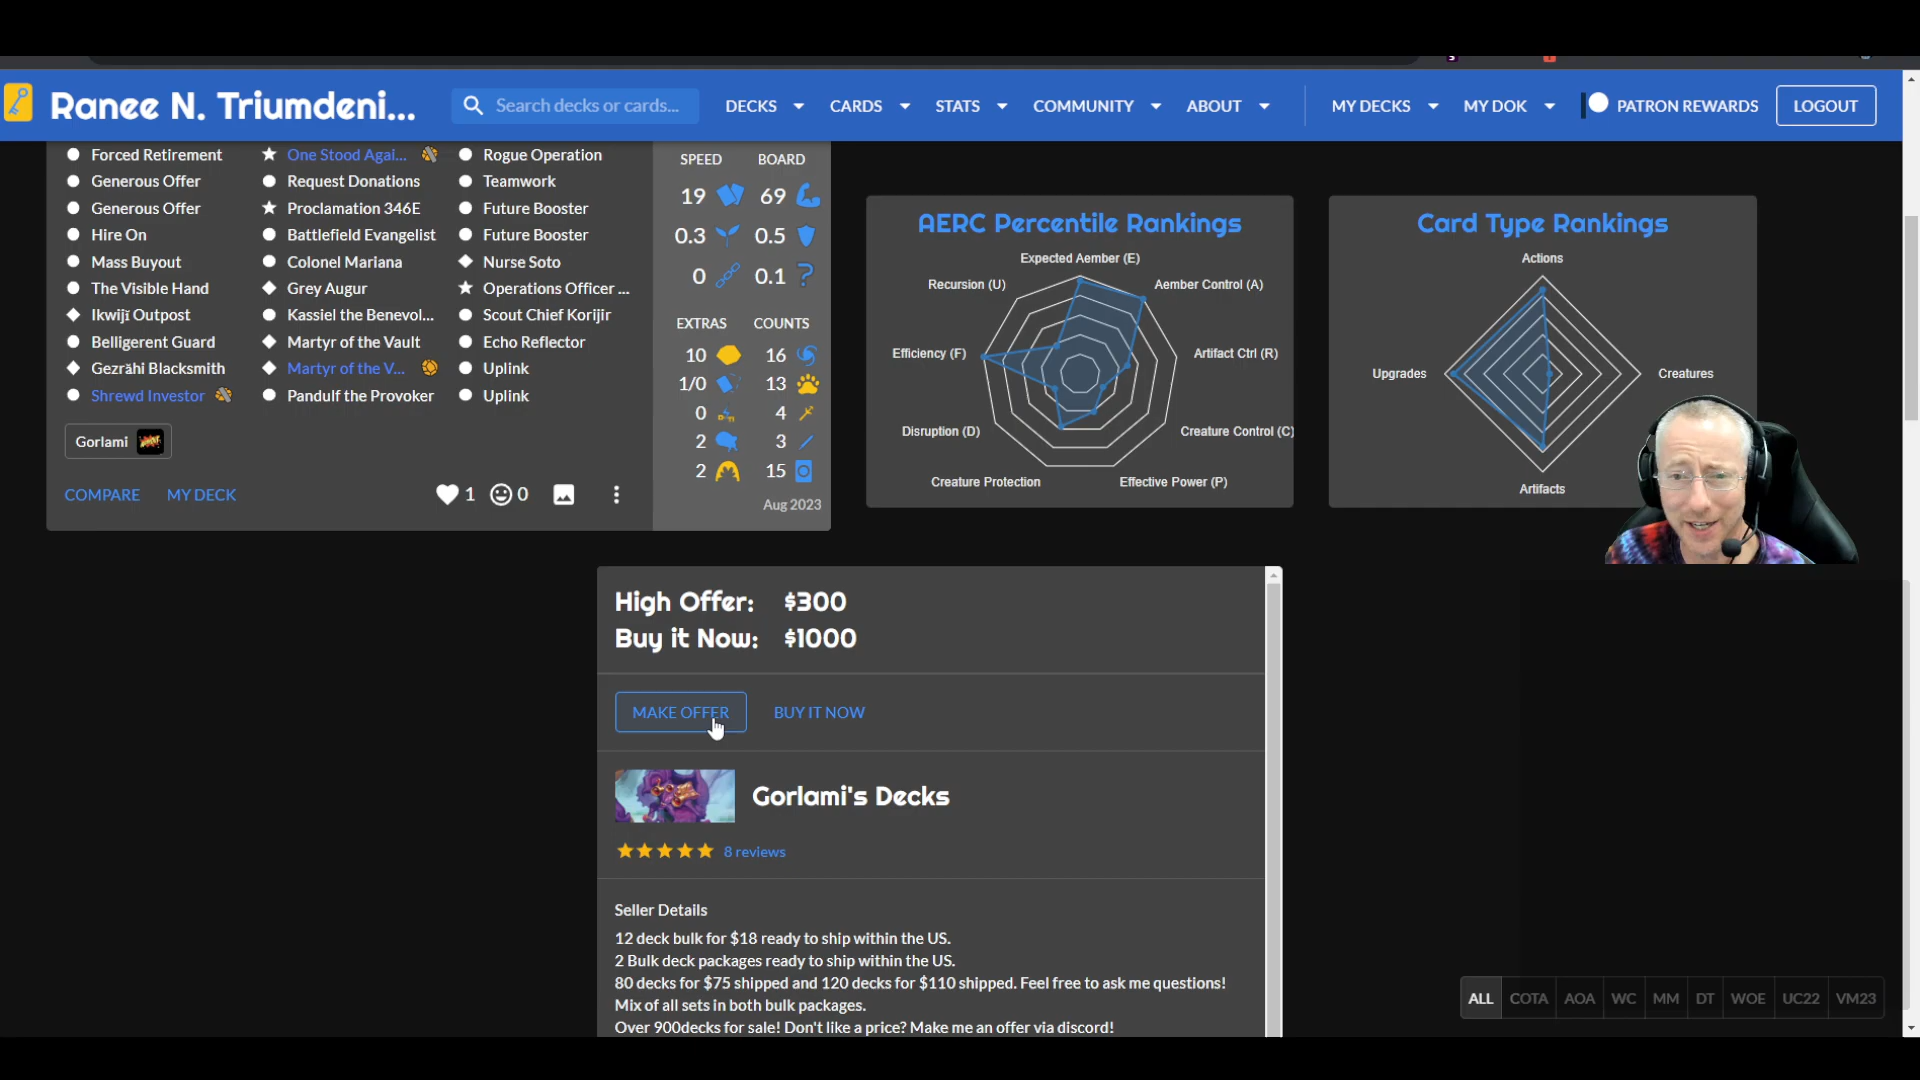 Ranee N. Triumdeni...
Search decks or cards...
DECKS
CARDS
STATS
COMMUNITY
ABOUT
MY DECKS
MY DOK
PATRON REWARDS
LOGOUT
Forced Retirement
Generous Offer
Generous Offer
Hire On
Mass Buyout
The Visible Hand
Ikwijĭ Outpost
Belligerent Guard
Gezrăhi Blacksmith
Shrewd Investor
One Stood Agai...
Request Donations
Proclamation 346E
Battlefield Evangelist
Colonel Mariana
Grey Augur
Kassiel the Benevol...
Martyr of the Vault
Martyr of the V...
Pandulf the Provoker
Rogue Operation
Teamwork
Future Booster
Future Booster
Nurse Soto
Operations Officer ...
Scout Chief Korijir
Echo Reflector
Uplink
Uplink
Gorlami
COMPARE
MY DECK
1
0
SPEED BOARD
19 69
0.3 0.5
0 0.1
EXTRAS COUNTS
10 16
1/0 13
0 4
2 3
2 15
Aug 2023
AERC Percentile Rankings
Expected Aember (E)
Recursion (U)
Aember Control (A)
Efficiency (F)
Artifact Ctrl (R)
Disruption (D)
Creature Control (C)
Creature Protection
Effective Power (P)
Card Type Rankings
Actions
Upgrades
Creatures
Artifacts
High Offer: $300
Buy it Now: $1000
MAKE OFFER
BUY IT NOW
Gorlami's Decks
8 reviews
Seller Details
12 deck bulk for $18 ready to ship within the US.
2 Bulk deck packages ready to ship within the US.
80 decks for $75 shipped and 120 decks for $110 shipped. Feel free to ask me questions!
Mix of all sets in both bulk packages.
Over 900decks for sale! Don't like a price? Make me an offer via discord!
ALL COTA AOA WC MM DT WOE UC22 VM23